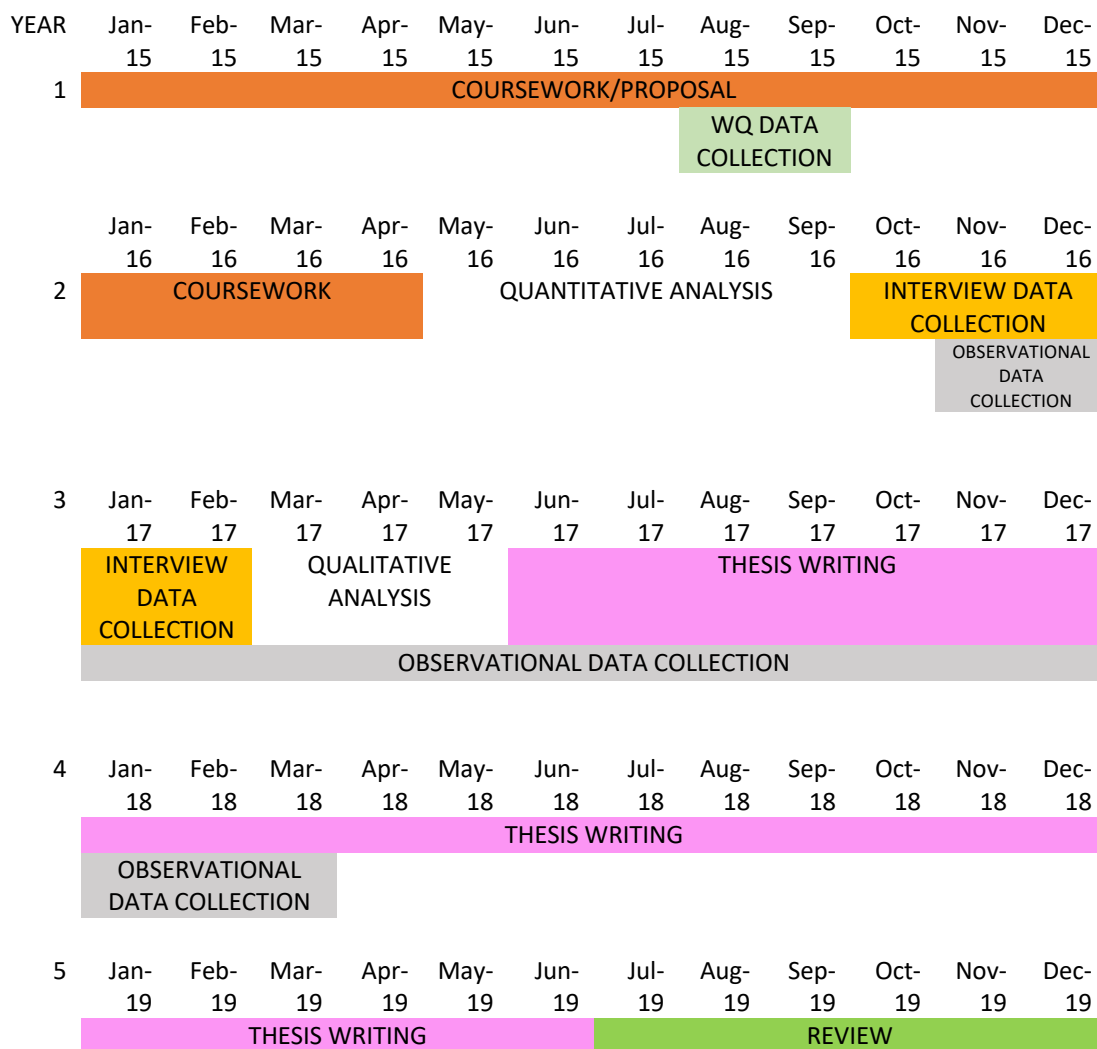 YEAR Jan- Feb- Mar- Apr- May- Jun- Jul- Aug- Sep- Oct- Nov- Dec-
15 15 15 15 15 15 15 15 15 15 15 15
1 COURSEWORK/PROPOSAL
WQ DATA
COLLECTION
Jan- Feb- Mar- Apr- May- Jun- Jul- Aug- Sep- Oct- Nov- Dec-
16 16 16 16 16 16 16 16 16 16 16 16
2 COURSEWORK QUANTITATIVE ANALYSIS INTERVIEW DATA
COLLECTION
OBSERVATIONAL
DATA
COLLECTION
3 Jan- Feb- Mar- Apr- May- Jun- Jul- Aug- Sep- Oct- Nov- Dec-
17 17 17 17 17 17 17 17 17 17 17 17
INTERVIEW QUALITATIVE THESIS WRITING
DATA ANALYSIS
COLLECTION
OBSERVATIONAL DATA COLLECTION
4 Jan- Feb- Mar- Apr- May- Jun- Jul- Aug- Sep- Oct- Nov- Dec-
18 18 18 18 18 18 18 18 18 18 18 18
THESIS WRITING
OBSERVATIONAL
DATA COLLECTION
5 Jan- Feb- Mar- Apr- May- Jun- Jul- Aug- Sep- Oct- Nov- Dec-
19 19 19 19 19 19 19 19 19 19 19 19
THESIS WRITING REVIEW